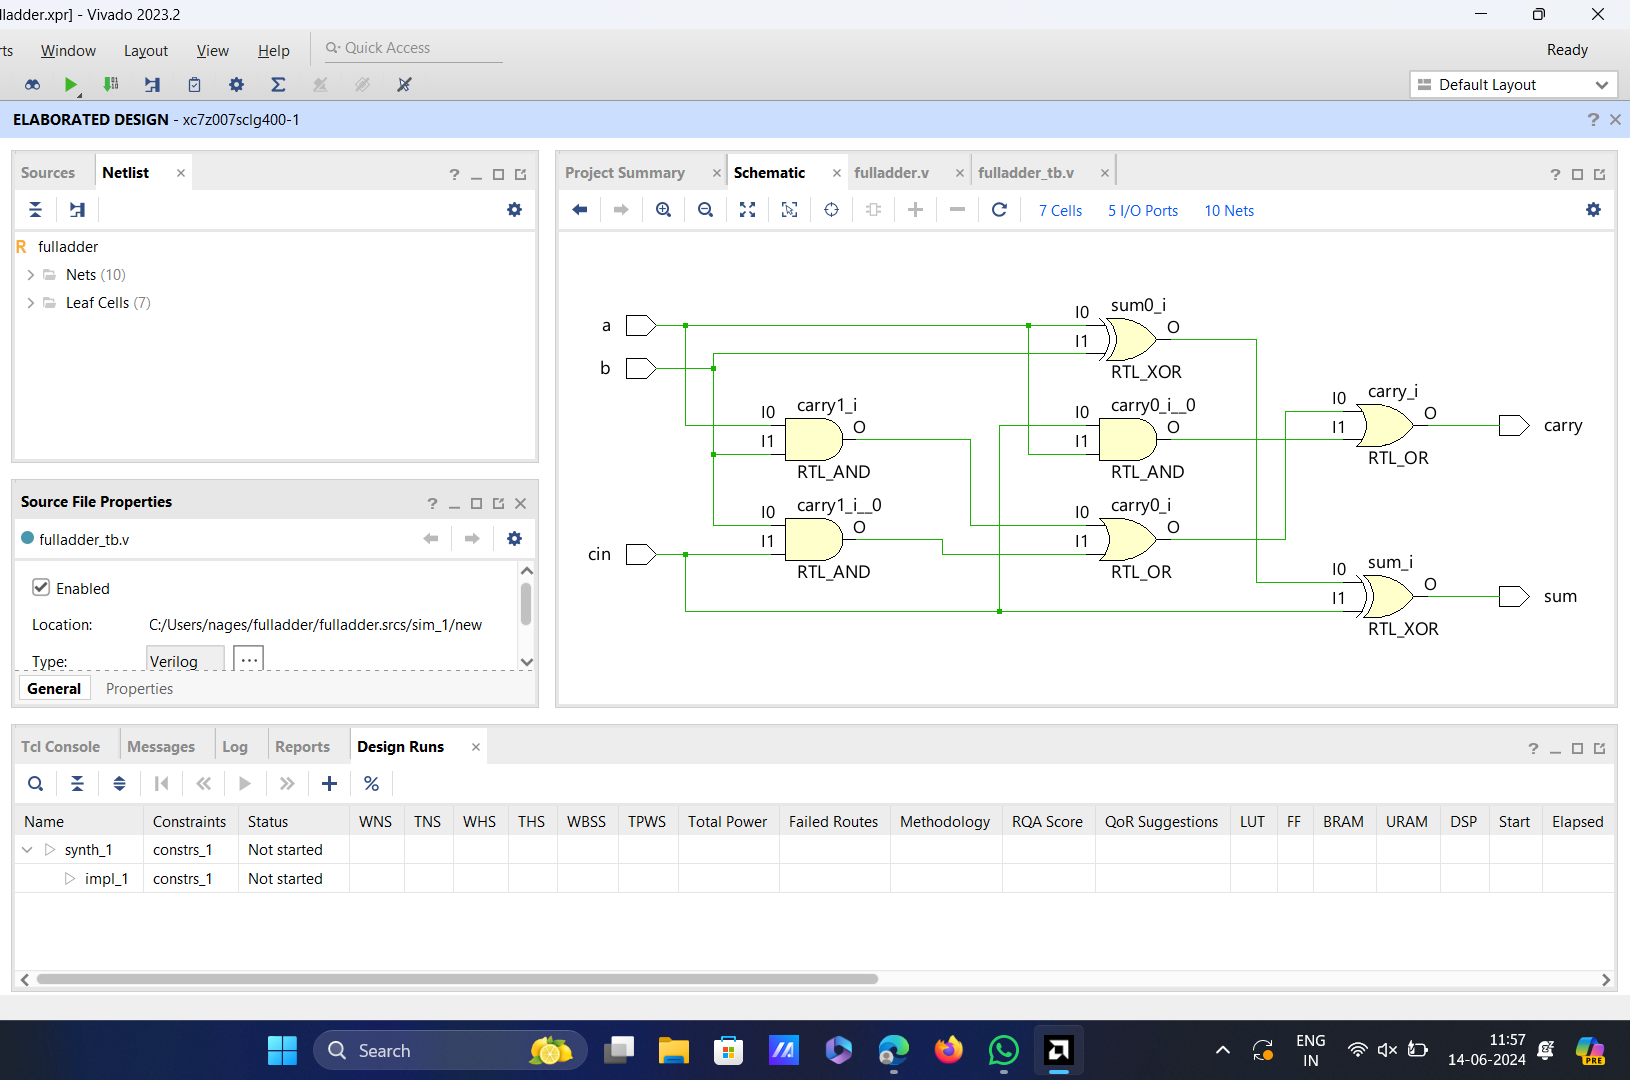 lladder.xpr] - Vivado 2023.2
rts Window Layout View Help Quick Access Ready
Default Layout
ELABORATED DESIGN - xc7z007sclg400-1
Sources Netlist
fulladder
Nets (10)
Leaf Cells (7)
Source File Properties
fulladder_tb.v
Enabled
Location: C:/Users/nages/fulladder/fulladder.srcs/sim_1/new
Type: Verilog
General Properties
Project Summary Schematic fulladder.v fulladder_tb.v
7 Cells 5 I/O Ports 10 Nets
a
b
cin
I0 sum0_i
I1 O
RTL_XOR
I0 carry1_i
I1 O
RTL_AND
I0 carry0_i__0
I1 O
RTL_AND
I0 carry_i
I1 O
RTL_OR
carry
I0 carry1_i__0
I1 O
RTL_AND
I0 carry0_i
I1 O
RTL_OR
I0 sum_i
I1 O
RTL_XOR
sum
Tcl Console Messages Log Reports Design Runs
Name Constraints Status WNS TNS WHS THS WBSS TPWS Total Power Failed Routes Methodology RQA Score QoR Suggestions LUT FF BRAM URAM DSP Start Elapsed
synth_1 constrs_1 Not started
impl_1 constrs_1 Not started
Search
ENG
IN
11:57
14-06-2024
PRE